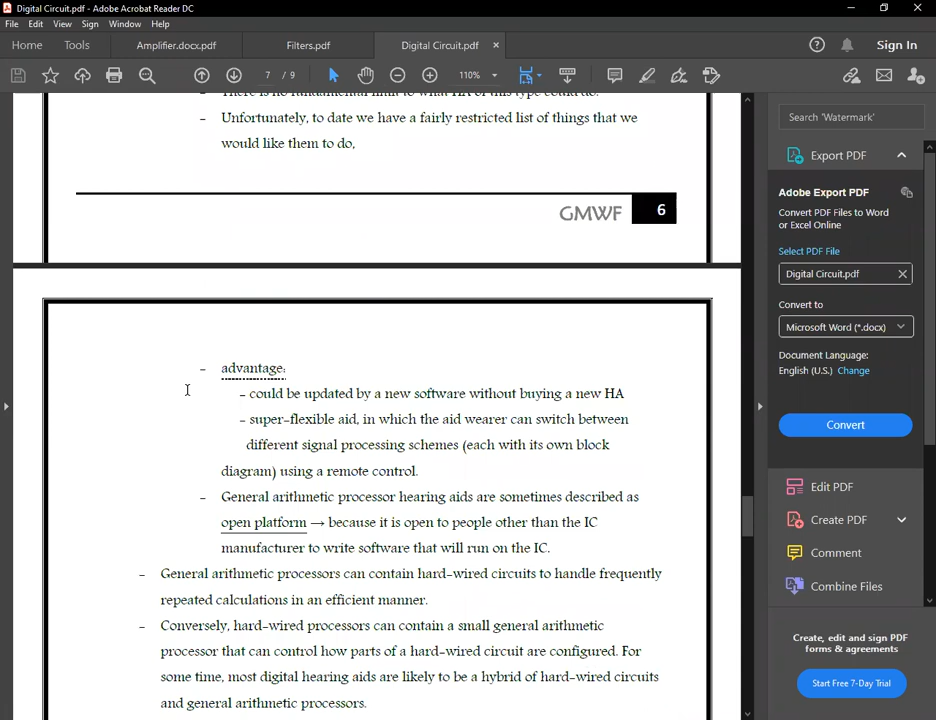 Digital Circuit.pdf - Adobe Acrobat Reader DC
File Edit View Sign Window Help
Home Tools Amplifier.docx.pdf Filters.pdf Digital Circuit.pdf × Sign In
7 / 9 110%
There is no fundamental limit to what HA of this type could do.
- Unfortunately, to date we have a fairly restricted list of things that we
would like them to do,
GMWF 6
- advantage:
- could be updated by a new software without buying a new HA
- super-flexible aid, in which the aid wearer can switch between
different signal processing schemes (each with its own block
diagram) using a remote control.
- General arithmetic processor hearing aids are sometimes described as
open platform → because it is open to people other than the IC
manufacturer to write software that will run on the IC.
- General arithmetic processors can contain hard-wired circuits to handle frequently
repeated calculations in an efficient manner.
- Conversely, hard-wired processors can contain a small general arithmetic
processor that can control how parts of a hard-wired circuit are configured. For
some time, most digital hearing aids are likely to be a hybrid of hard-wired circuits
and general arithmetic processors.
Search 'Watermark'
Export PDF
Adobe Export PDF
Convert PDF Files to Word
or Excel Online
Select PDF File
Digital Circuit.pdf
Convert to
Microsoft Word (*.docx)
Document Language:
English (U.S.) Change
Convert
Edit PDF
Create PDF
Comment
Combine Files
Create, edit and sign PDF
forms & agreements
Start Free 7-Day Trial